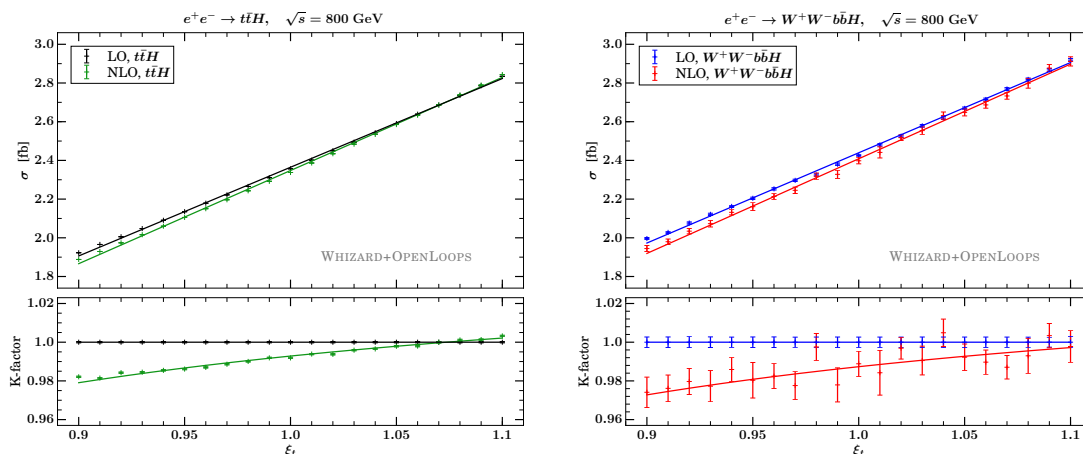 e⁺e⁻ → tt̄H, √s = 800 GeV
LO, tt̄H
NLO, tt̄H
3.0
2.8
2.6
2.4
2.2
2.0
1.8
σ [fb]
WHIZARD+OPENLOOPS
1.02
1.0
0.98
0.96
K-factor
0.9
0.95
1.0
1.05
1.1
e⁺e⁻ → W⁺W⁻bb̄H, √s = 800 GeV
LO, W⁺W⁻bb̄H
NLO, W⁺W⁻bb̄H
3.0
2.8
2.6
2.4
2.2
2.0
1.8
σ [fb]
WHIZARD+OPENLOOPS
1.02
1.0
0.98
0.96
K-factor
0.9
0.95
1.0
1.05
1.1